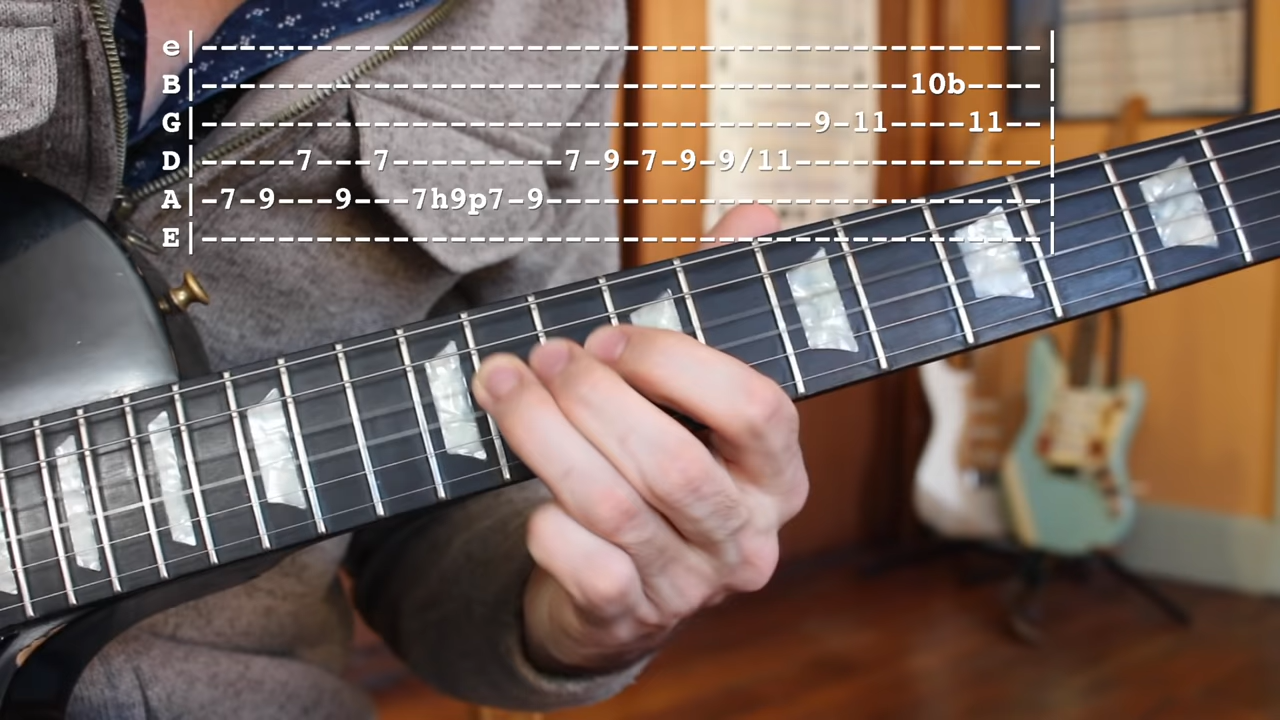 e|--------------------------------------------|
B|-------------------------------------10b----|
G|--------------------------------9-11----11--|
D|-----7---7---------7-9-7-9-9/11-------------|
A|-7-9---9---7h9p7-9--------------------------|
E|--------------------------------------------|